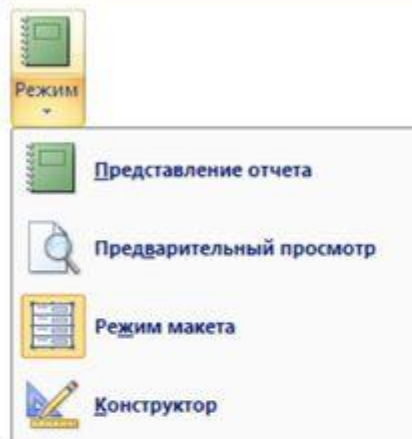 Режим
Представление отчета
Предварительный просмотр
Режим макета
Конструктор